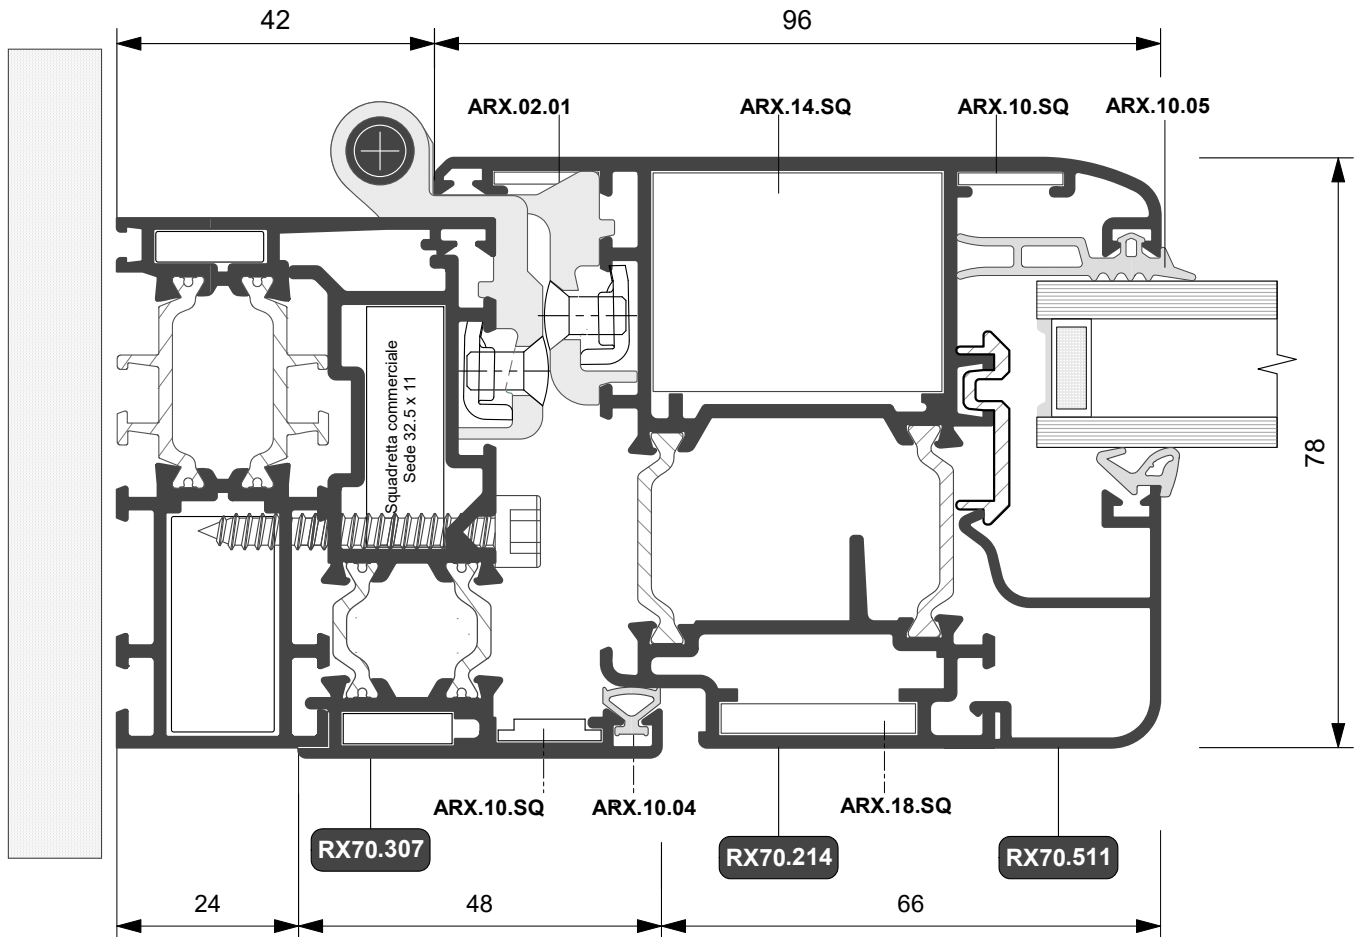 42
96
ARX.02.01
ARX.14.SQ
ARX.10.SQ
ARX.10.05
Squadretta commerciale
Sede 32.5 x 11
78
ARX.10.SQ
ARX.10.04
ARX.18.SQ
RX70.307
RX70.214
RX70.511
24
48
66